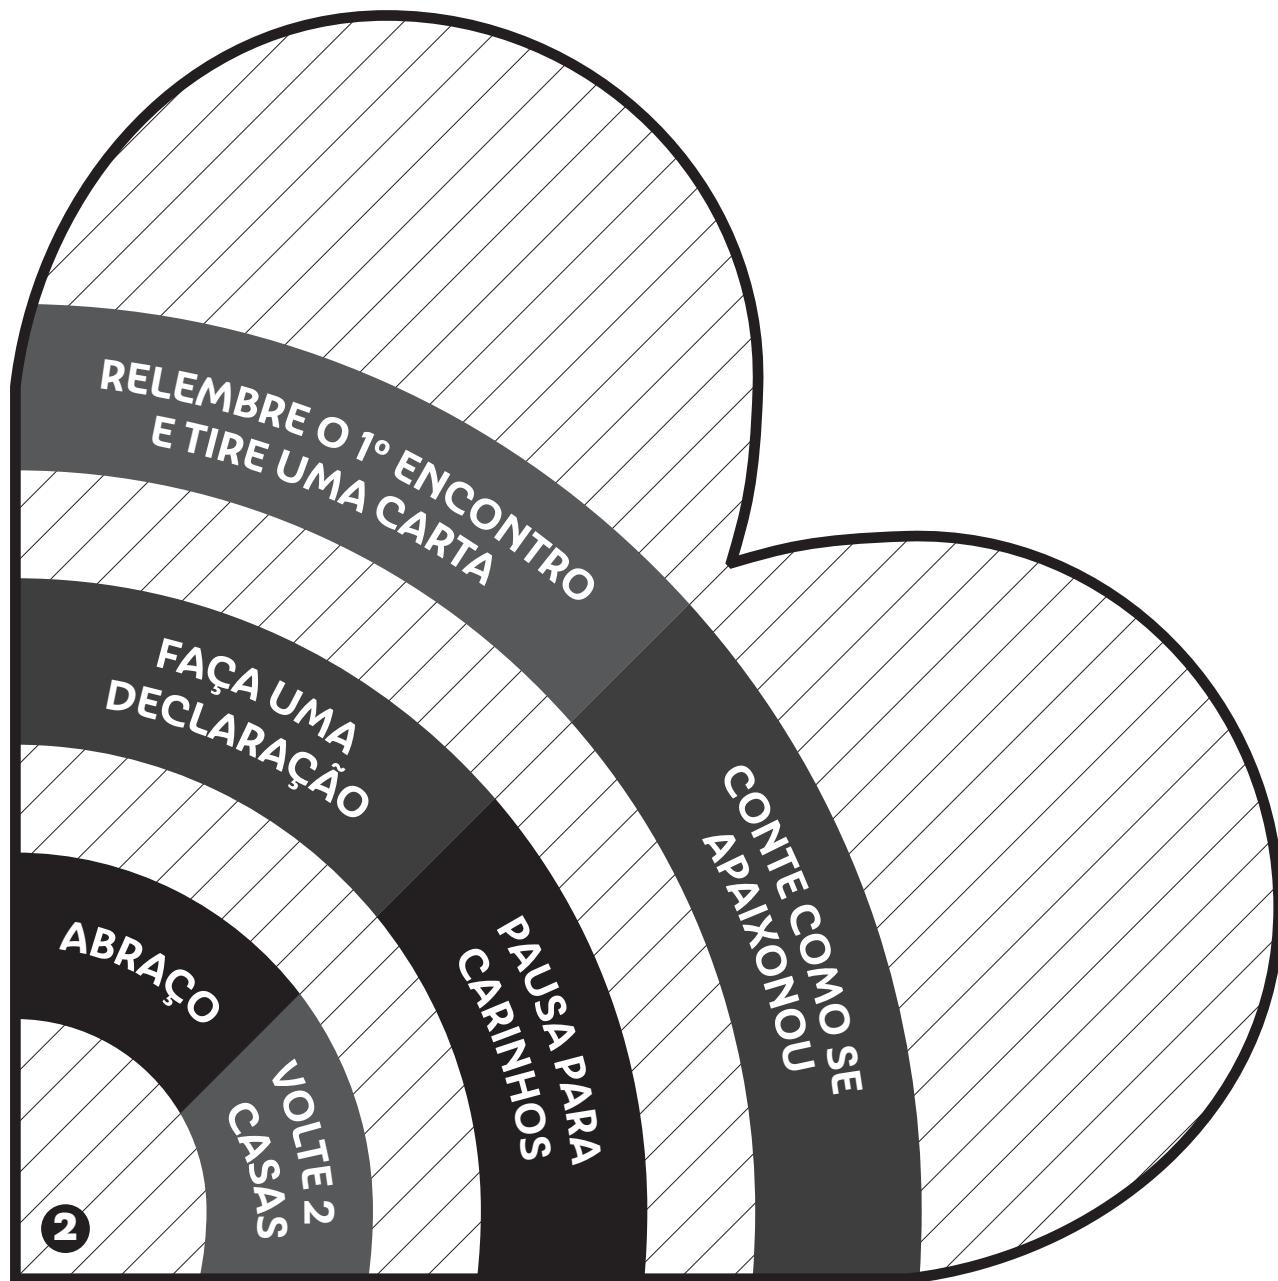 RELEMBRE O 1º ENCONTRO
E TIRE UMA CARTA
CONTE COMO SE
APAIXONOU
FAÇA UMA
DECLARAÇÃO
PAUSA PARA
CARINHOS
ABRAÇO
VOLTE 2
CASAS
2